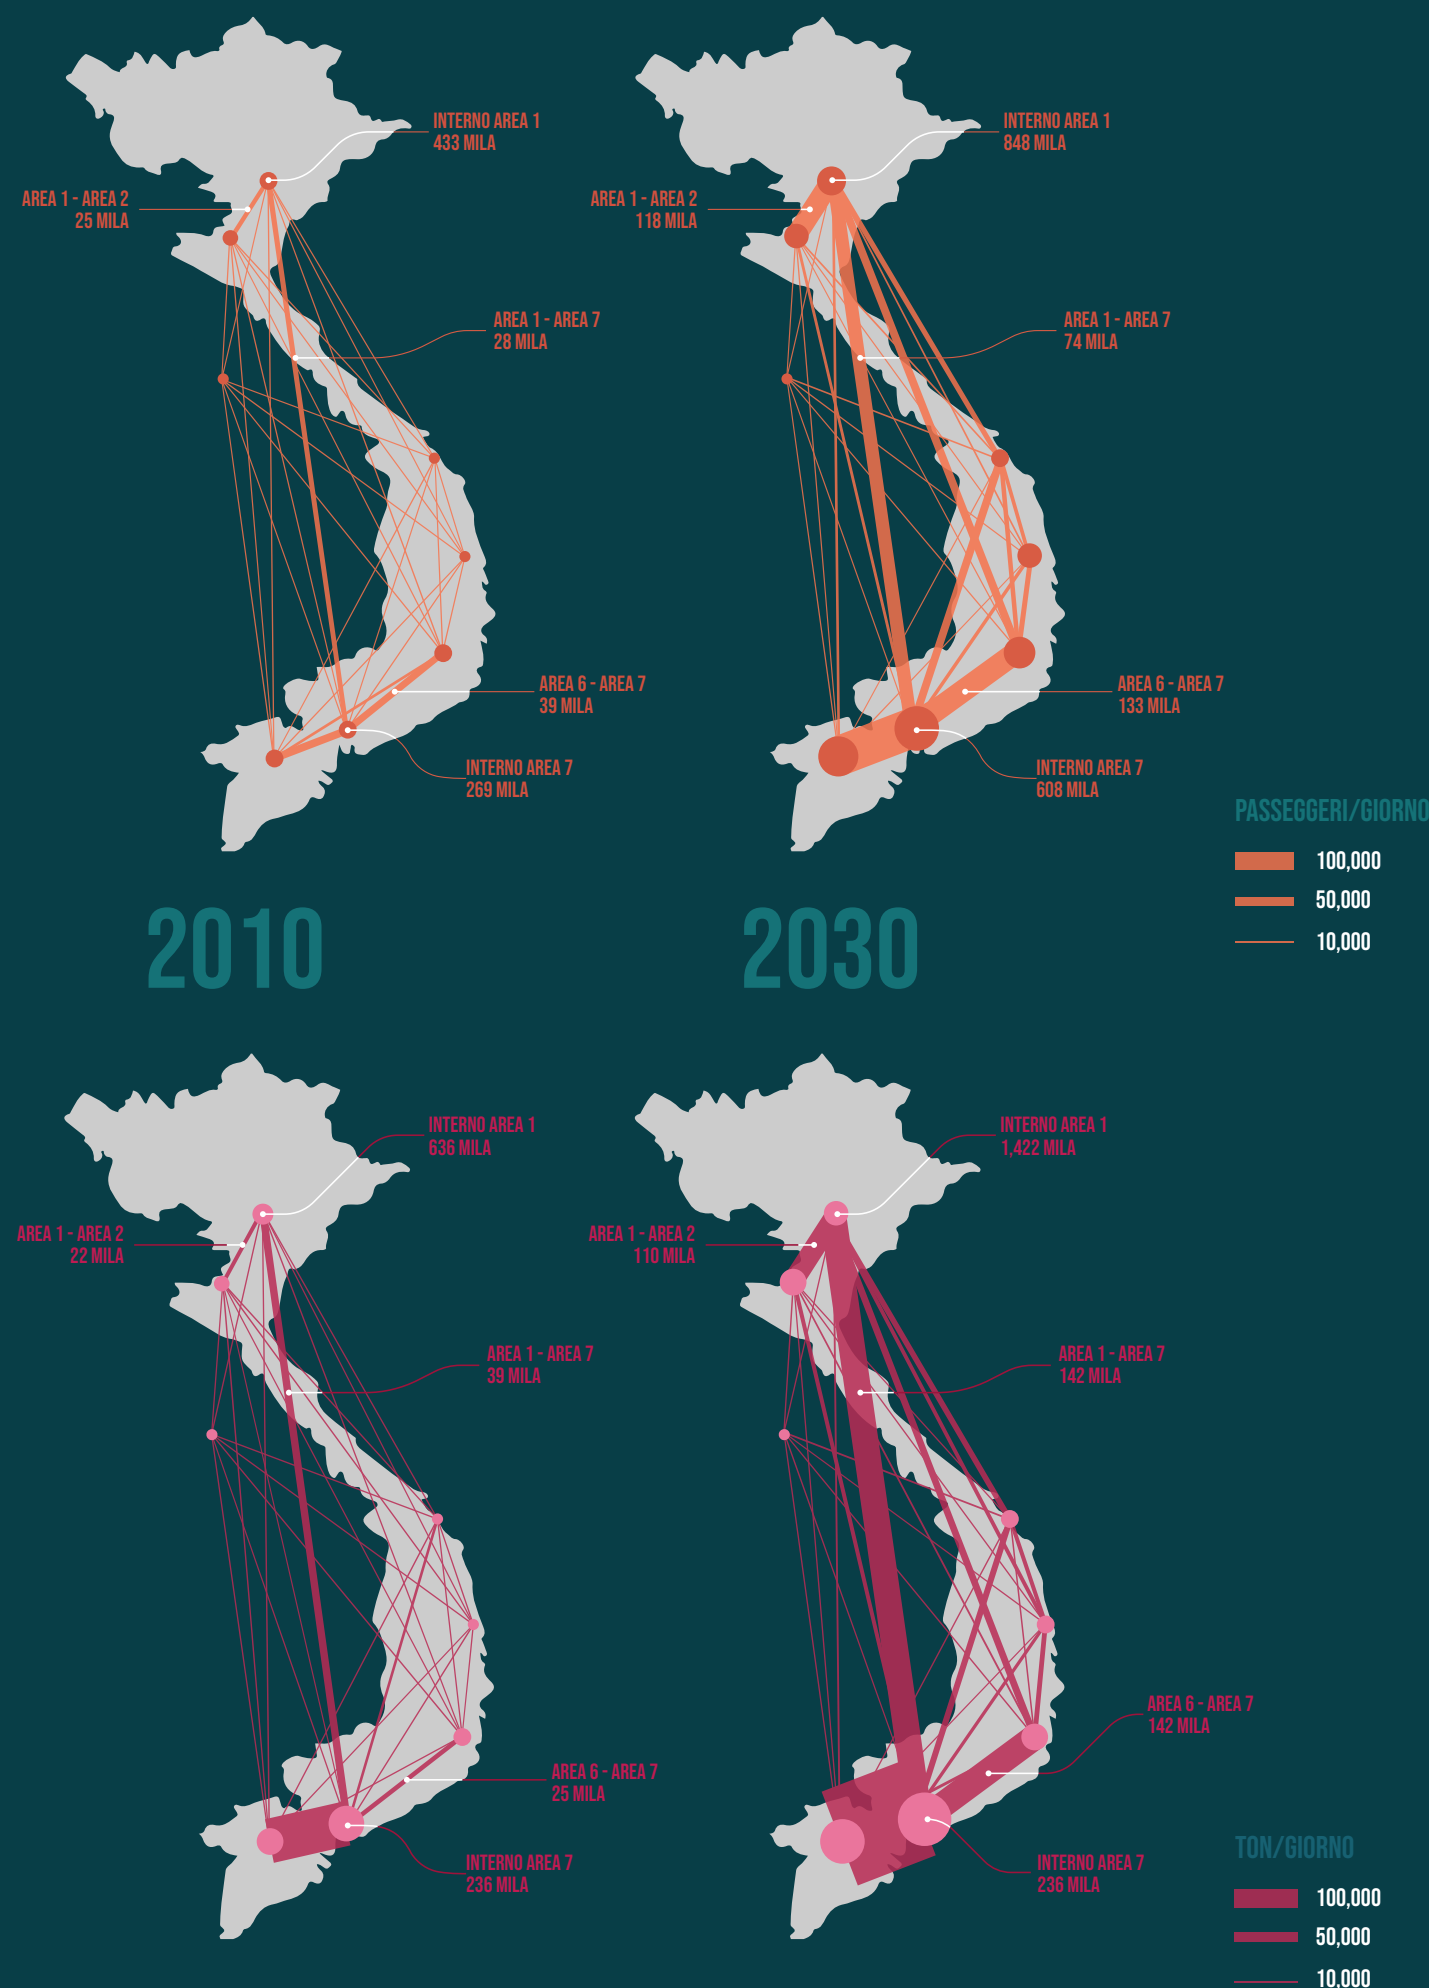 INTERNO AREA 1
433 MILA
AREA 1 - AREA 2
25 MILA
AREA 1 - AREA 7
28 MILA
AREA 6 - AREA 7
39 MILA
INTERNO AREA 7
269 MILA
INTERNO AREA 1
848 MILA
AREA 1 - AREA 2
118 MILA
AREA 1 - AREA 7
74 MILA
AREA 6 - AREA 7
133 MILA
INTERNO AREA 7
608 MILA
PASSEGGERI/GIORNO
100,000
50,000
10,000
2010
2030
INTERNO AREA 1
636 MILA
AREA 1 - AREA 2
22 MILA
AREA 1 - AREA 7
39 MILA
AREA 6 - AREA 7
25 MILA
INTERNO AREA 7
236 MILA
INTERNO AREA 1
1,422 MILA
AREA 1 - AREA 2
110 MILA
AREA 1 - AREA 7
142 MILA
AREA 6 - AREA 7
142 MILA
INTERNO AREA 7
236 MILA
TON/GIORNO
100,000
50,000
10,000